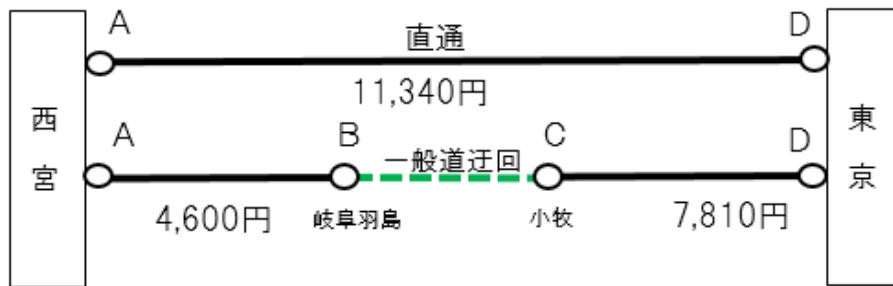 A
D
直通
11,340円
西宮
東京
A
B
一般道迂回
C
D
4,600円
岐阜羽島
小牧
7,810円